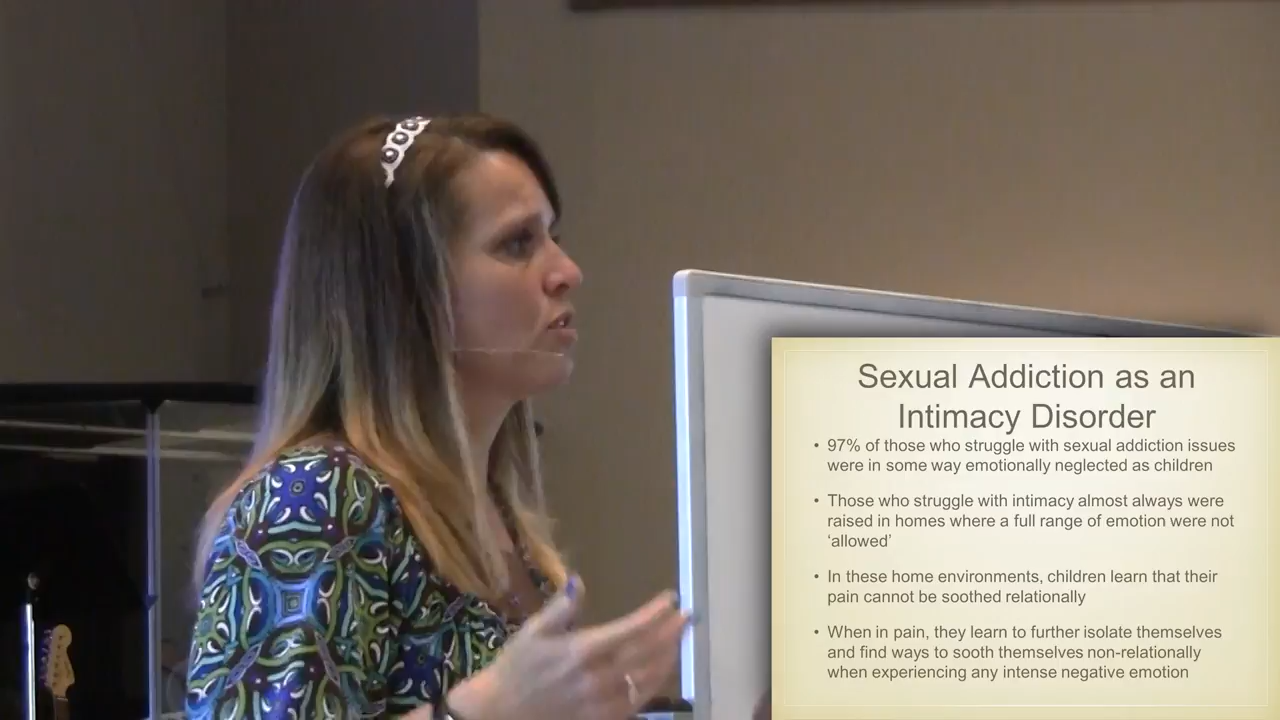 Sexual Addiction as an
Intimacy Disorder
• 97% of those who struggle with sexual addiction issues
were in some way emotionally neglected as children
• Those who struggle with intimacy almost always were
raised in homes where a full range of emotion were not
‘allowed’
• In these home environments, children learn that their
pain cannot be soothed relationally
• When in pain, they learn to further isolate themselves
and find ways to sooth themselves non-relationally
when experiencing any intense negative emotion